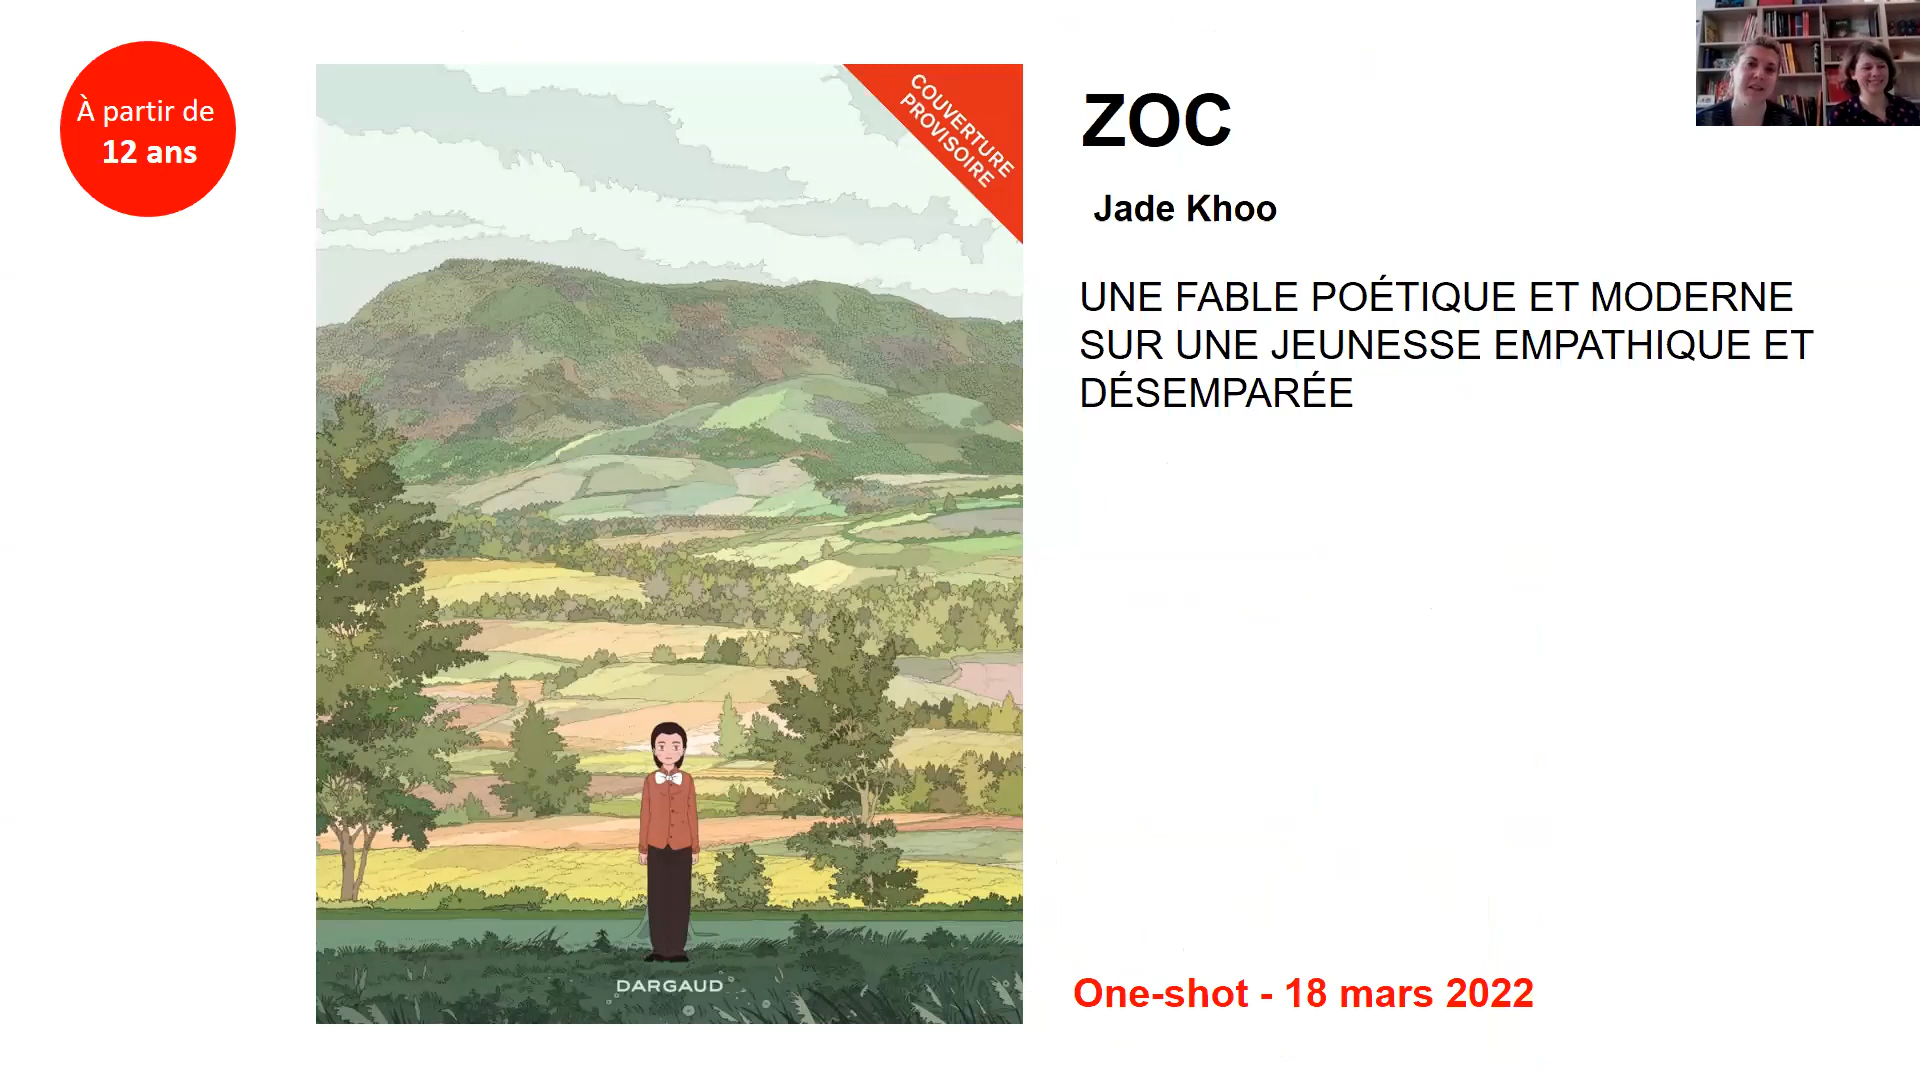 À partir de
12 ans
COUVERTURE
PROVISOIRE
DARGAUD
ZOC
Jade Khoo
UNE FABLE POÉTIQUE ET MODERNE
SUR UNE JEUNESSE EMPATHIQUE ET
DÉSEMPARÉE
One-shot - 18 mars 2022